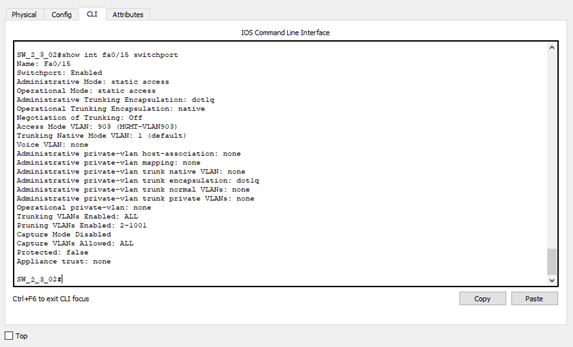 Physical Config CLI Attributes
IOS Command Line Interface
SW_2_3_02#show int fa0/15 switchport
Name: Fa0/15
Switchport: Enabled
Administrative Mode: static access
Operational Mode: static access
Administrative Trunking Encapsulation: dot1q
Operational Trunking Encapsulation: native
Negotiation of Trunking: Off
Access Mode VLAN: 903 (MGMT-VLAN903)
Trunking Native Mode VLAN: 1 (default)
Voice VLAN: none
Administrative private-vlan host-association: none
Administrative private-vlan mapping: none
Administrative private-vlan trunk native VLAN: none
Administrative private-vlan trunk encapsulation: dot1q
Administrative private-vlan trunk normal VLANs: none
Administrative private-vlan trunk private VLANs: none
Operational private-vlan: none
Trunking VLANs Enabled: ALL
Pruning VLANs Enabled: 2-1001
Capture Mode Disabled
Capture VLANs Allowed: ALL
Protected: false
Appliance trust: none
SW_2_3_02#
Ctrl+F6 to exit CLI focus
Copy Paste
Top